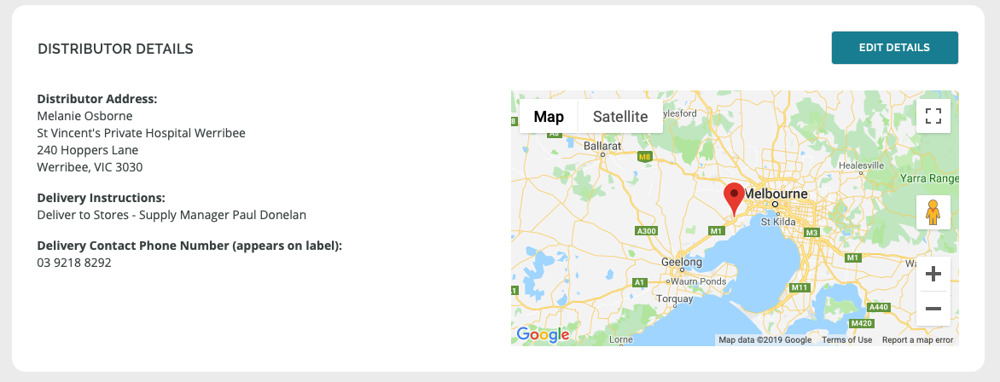 DISTRIBUTOR DETAILS
EDIT DETAILS
Distributor Address:
Melanie Osborne
St Vincent's Private Hospital Werribee
240 Hoppers Lane
Werribee, VIC 3030
Delivery Instructions:
Deliver to Stores - Supply Manager Paul Donelan
Delivery Contact Phone Number (appears on label):
03 9218 8292
Map
Satellite
ylesford
A8
Ballarat
M8
Healesville
Yarra Range
Melbourne
St Kilda
A300
M1
M3
M1
Geelong
A1
Waurn Ponds
M11
Torquay
A440
M420
Lorne
Google
Map data ©2019 Google
Terms of Use
Report a map error